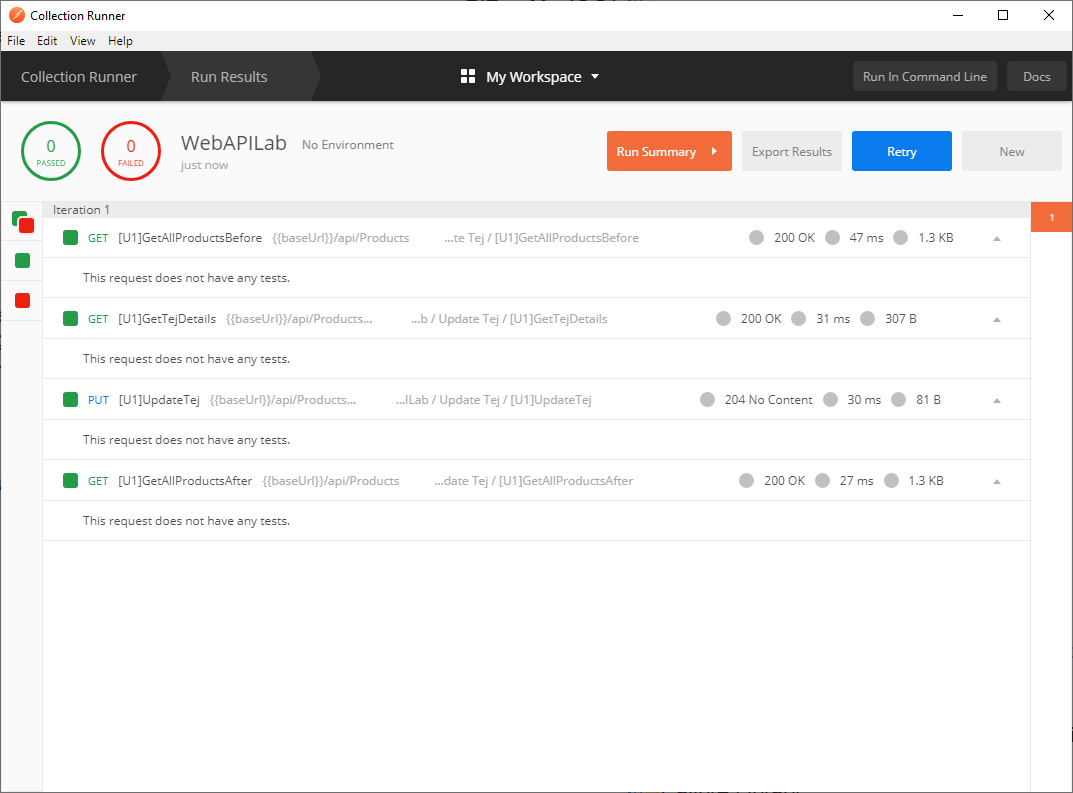 Collection Runner
File Edit View Help
Collection Runner Run Results My Workspace Run In Command Line Docs
0 PASSED
0 FAILED
WebAPILab No Environment
just now
Run Summary Export Results Retry New
Iteration 1
1
GET [U1]GetAllProductsBefore {{baseUrl}}/api/Products ...te Tej / [U1]GetAllProductsBefore 200 OK 47 ms 1.3 KB
This request does not have any tests.
GET [U1]GetTejDetails {{baseUrl}}/api/Products... ...b / Update Tej / [U1]GetTejDetails 200 OK 31 ms 307 B
This request does not have any tests.
PUT [U1]UpdateTej {{baseUrl}}/api/Products... ...ILab / Update Tej / [U1]UpdateTej 204 No Content 30 ms 81 B
This request does not have any tests.
GET [U1]GetAllProductsAfter {{baseUrl}}/api/Products ...date Tej / [U1]GetAllProductsAfter 200 OK 27 ms 1.3 KB
This request does not have any tests.